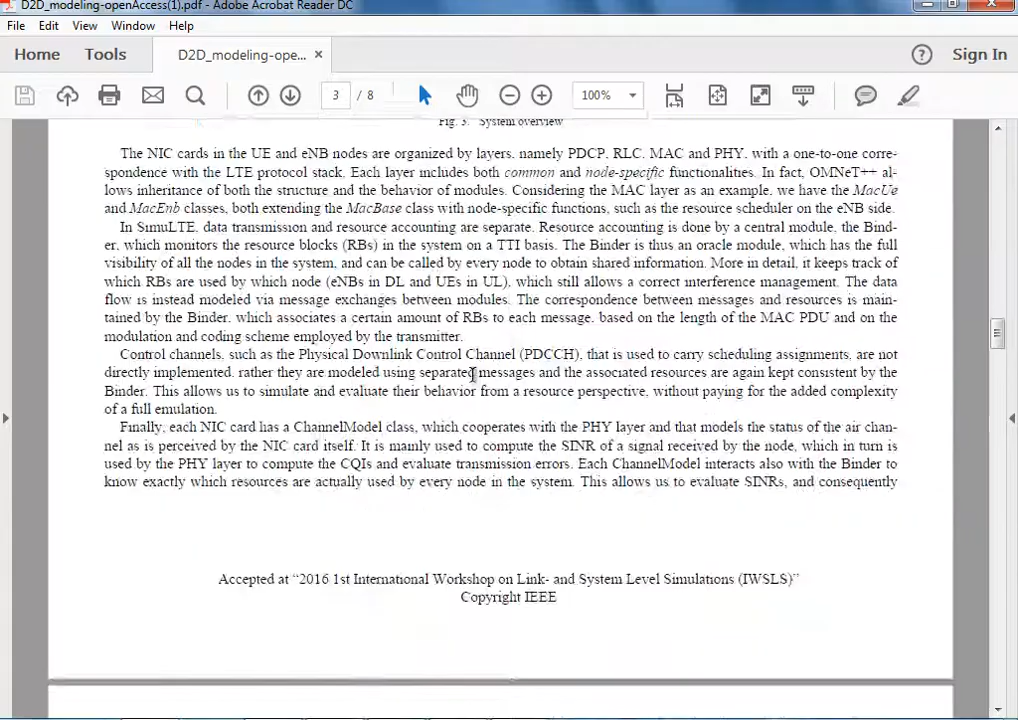 D2D_modeling-openAccess(1).pdf - Adobe Acrobat Reader DC
File Edit View Window Help
Home Tools D2D_modeling-ope... × Sign In
3 / 8 100%
Fig. 3. System overview
The NIC cards in the UE and eNB nodes are organized by layers, namely PDCP, RLC, MAC and PHY, with a one-to-one corre-
spondence with the LTE protocol stack. Each layer includes both common and node-specific functionalities. In fact, OMNeT++ al-
lows inheritance of both the structure and the behavior of modules. Considering the MAC layer as an example, we have the MacUe
and MacEnb classes, both extending the MacBase class with node-specific functions, such as the resource scheduler on the eNB side.
In SimuLTE, data transmission and resource accounting are separate. Resource accounting is done by a central module, the Bind-
er, which monitors the resource blocks (RBs) in the system on a TTI basis. The Binder is thus an oracle module, which has the full
visibility of all the nodes in the system, and can be called by every node to obtain shared information. More in detail, it keeps track of
which RBs are used by which node (eNBs in DL and UEs in UL), which still allows a correct interference management. The data
flow is instead modeled via message exchanges between modules. The correspondence between messages and resources is main-
tained by the Binder, which associates a certain amount of RBs to each message, based on the length of the MAC PDU and on the
modulation and coding scheme employed by the transmitter.
Control channels, such as the Physical Downlink Control Channel (PDCCH), that is used to carry scheduling assignments, are not
directly implemented, rather they are modeled using separated messages and the associated resources are again kept consistent by the
Binder. This allows us to simulate and evaluate their behavior from a resource perspective, without paying for the added complexity
of a full emulation.
Finally, each NIC card has a ChannelModel class, which cooperates with the PHY layer and that models the status of the air chan-
nel as is perceived by the NIC card itself. It is mainly used to compute the SINR of a signal received by the node, which in turn is
used by the PHY layer to compute the CQIs and evaluate transmission errors. Each ChannelModel interacts also with the Binder to
know exactly which resources are actually used by every node in the system. This allows us to evaluate SINRs, and consequently
Accepted at “2016 1st International Workshop on Link- and System Level Simulations (IWSLS)”
Copyright IEEE